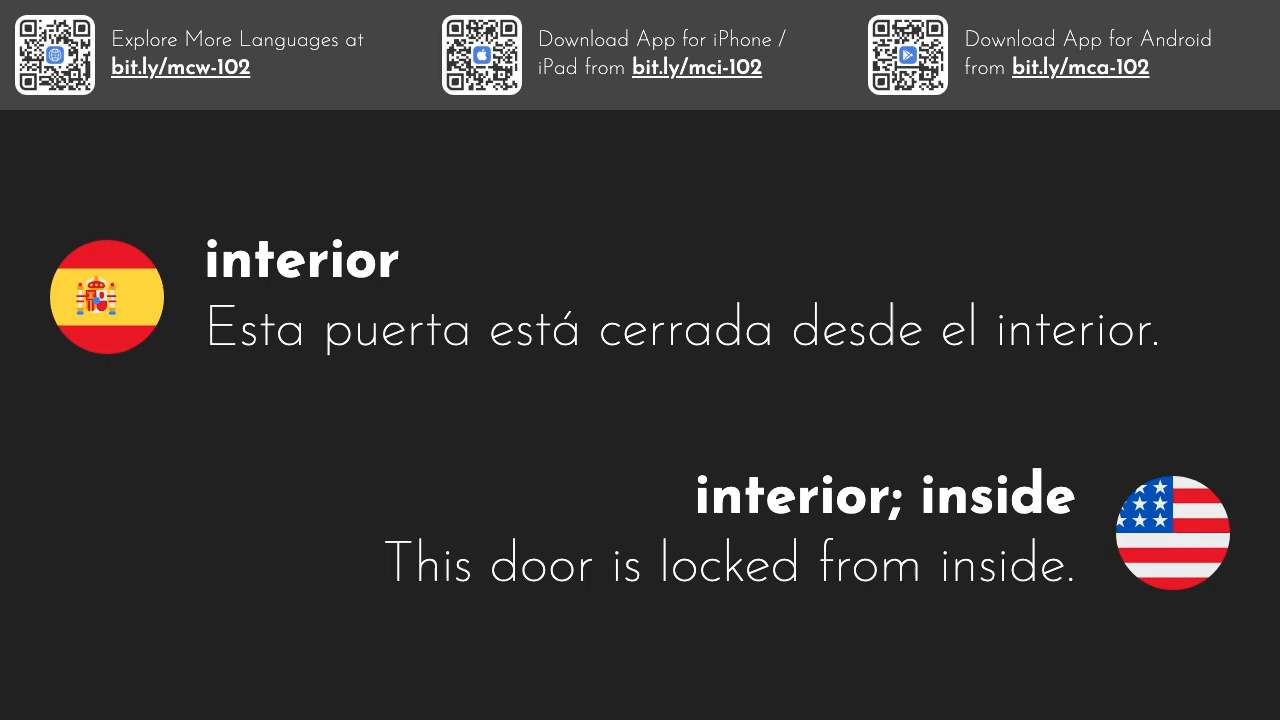 Explore More Languages at
bit.ly/mcw-102
Download App for iPhone /
iPad from bit.ly/mci-102
Download App for Android
from bit.ly/mca-102
interior
Esta puerta está cerrada desde el interior.
interior; inside
This door is locked from inside.